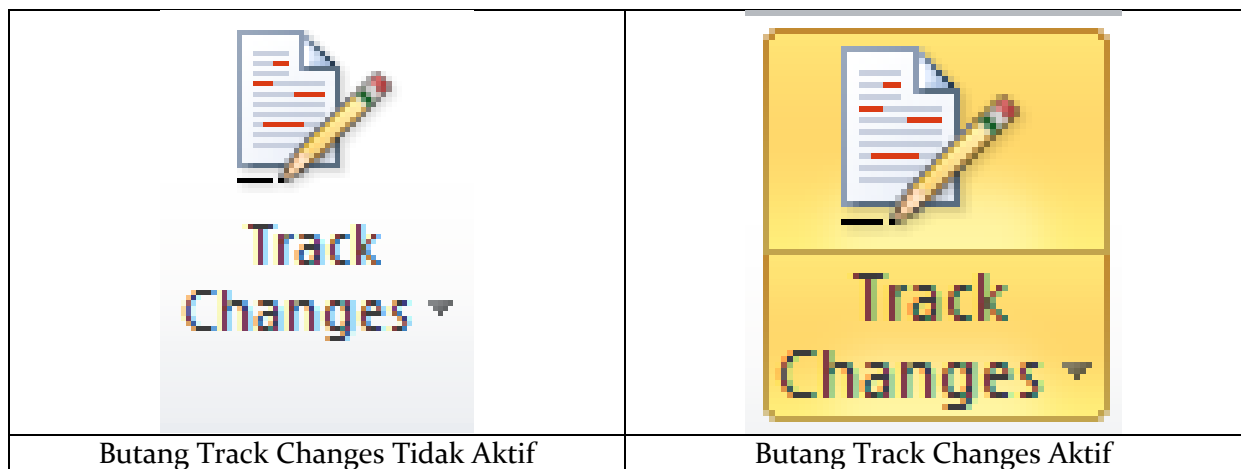 Track
Changes
Track
Changes
Butang Track Changes Tidak Aktif
Butang Track Changes Aktif